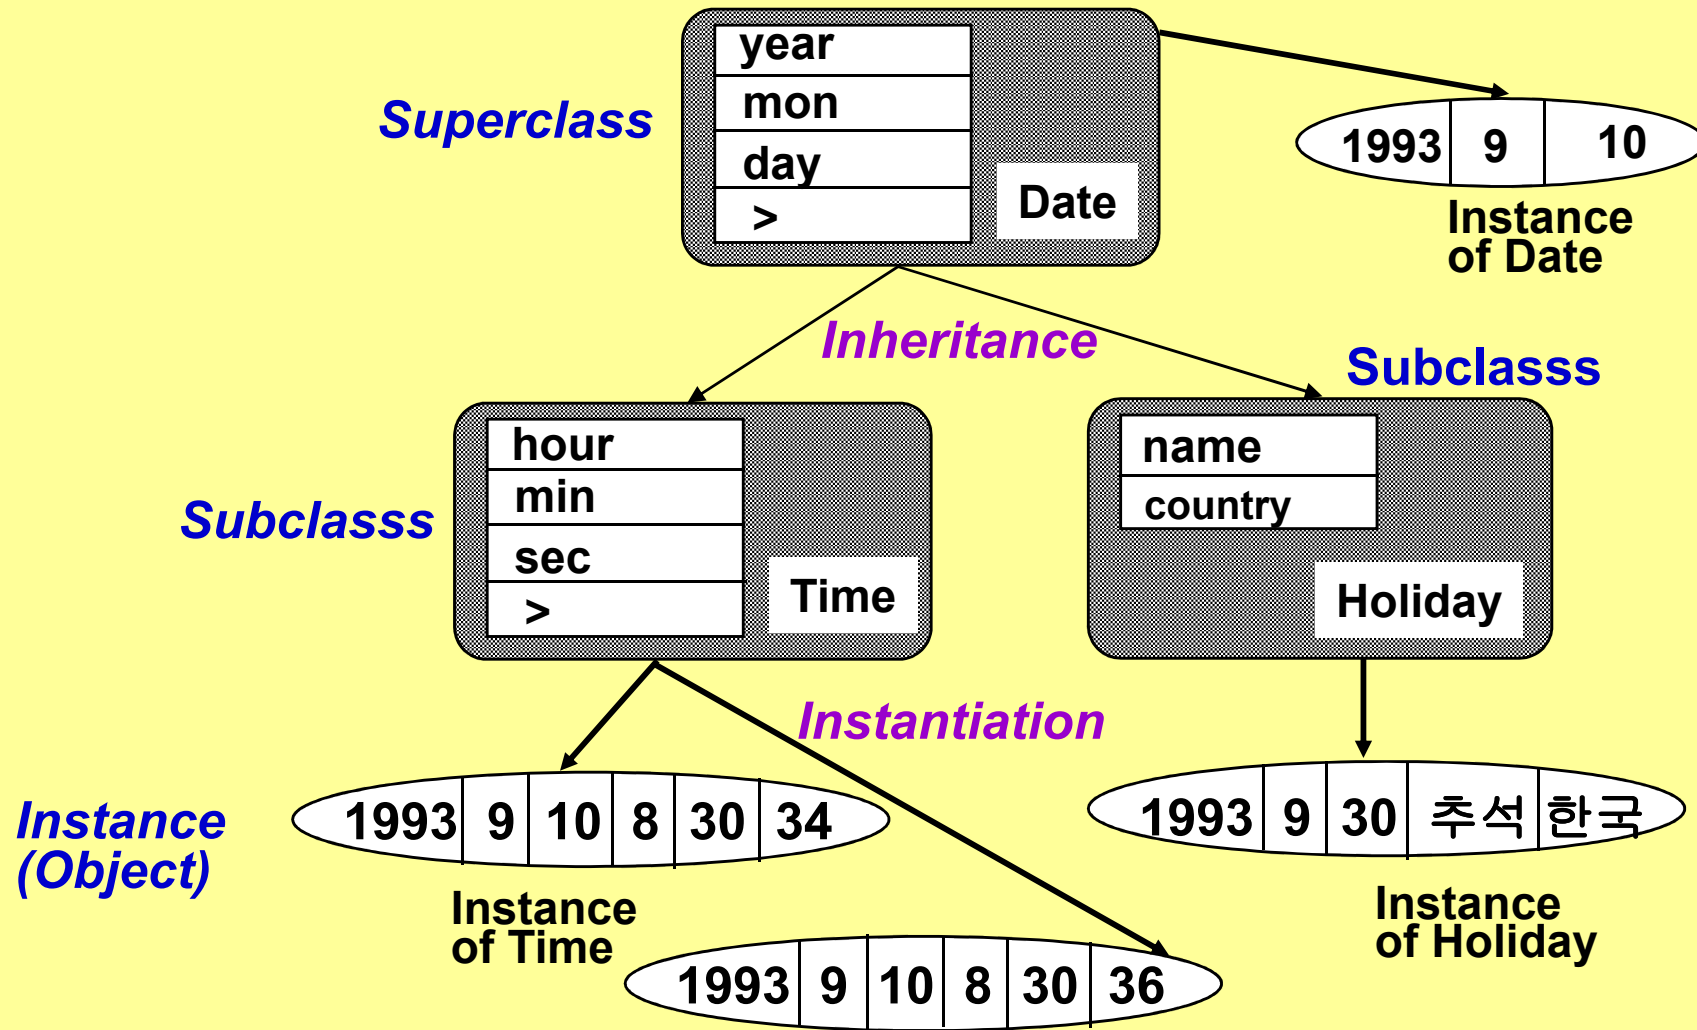 year
mon
day
>
Date
Superclass
1993 9 10
Instance
of Date
Inheritance
Subclasss
hour
min
sec
>
Time
Subclasss
name
country
Holiday
Instantiation
Instance
(Object)
1993 9 10 8 30 34
Instance
of Time
1993 9 10 8 30 36
1993 9 30 추석 한국
Instance
of Holiday